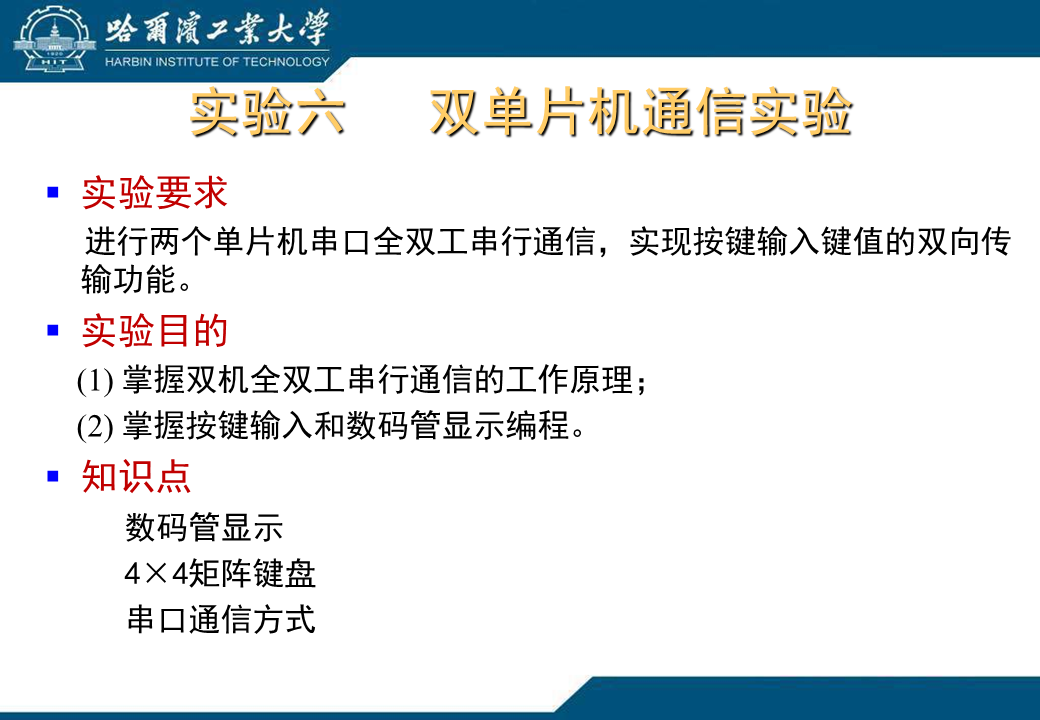 哈爾濱工業大學
HARBIN INSTITUTE OF TECHNOLOGY
HIT
实验六 双单片机通信实验
▪ 实验要求
进行两个单片机串口全双工串行通信，实现按键输入键值的双向传
输功能。
▪ 实验目的
(1) 掌握双机全双工串行通信的工作原理；
(2) 掌握按键输入和数码管显示编程。
▪ 知识点
数码管显示
4×4矩阵键盘
串口通信方式